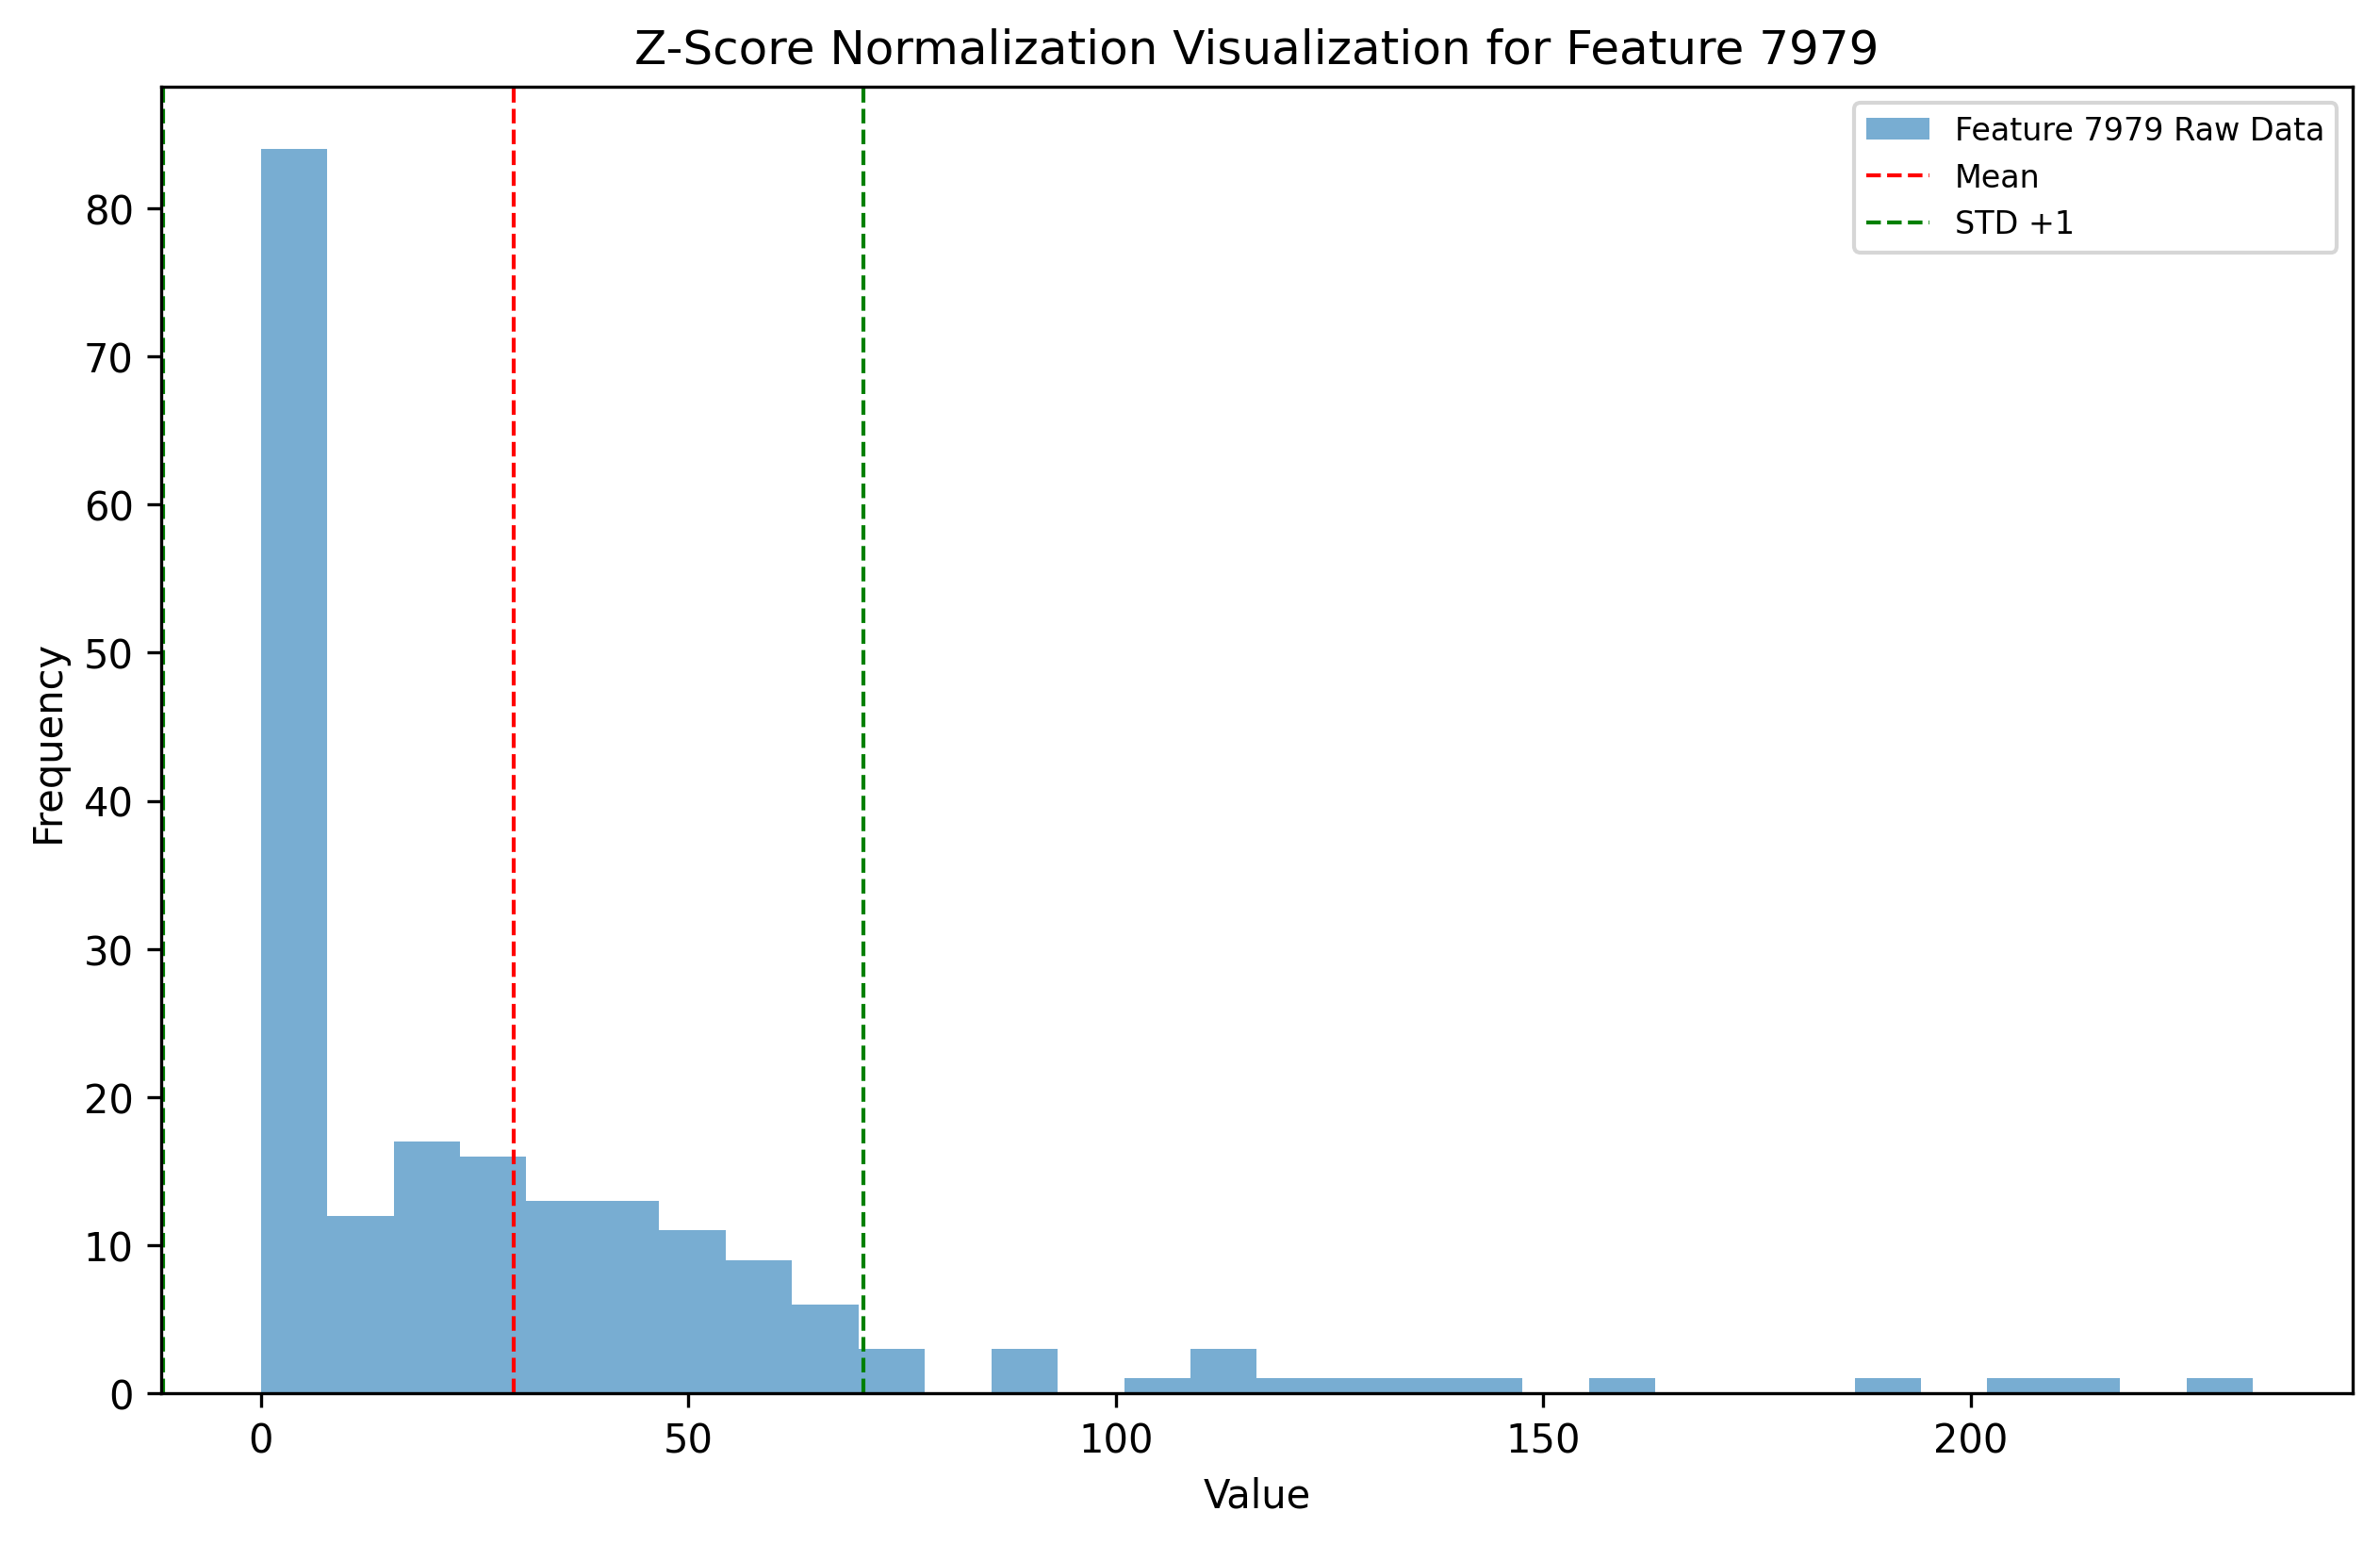 Z-Score Normalization Visualization for Feature 7979
Feature 7979 Raw Data
Mean
STD +1
Frequency
80
70
60
50
40
30
20
10
0
0 50 100 150 200
Value